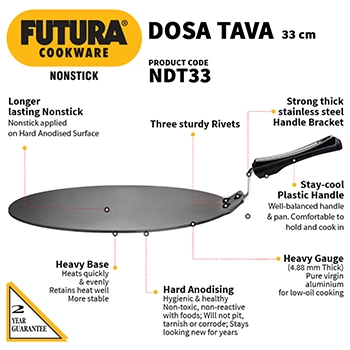 FUTURA®
COOKWARE
NONSTICK
DOSA TAVA 33 cm
PRODUCT CODE
NDT33
Longer
lasting Nonstick
Nonstick applied
on Hard Anodised Surface
Three sturdy Rivets
Strong thick
stainless steel
Handle Bracket
Stay-cool
Plastic Handle
Well-balanced handle
& pan. Comfortable to
hold and cook in
Heavy Base
Heats quickly
& evenly
Retains heat well
More stable
Hard Anodising
Hygienic & healthy
Non-toxic, non-reactive
with foods; Will not pit,
tarnish or corrode; Stays
looking new for years
Heavy Gauge
(4.88 mm Thick)
Pure virgin
aluminium
for low-oil cooking
2
YEAR
GUARANTEE